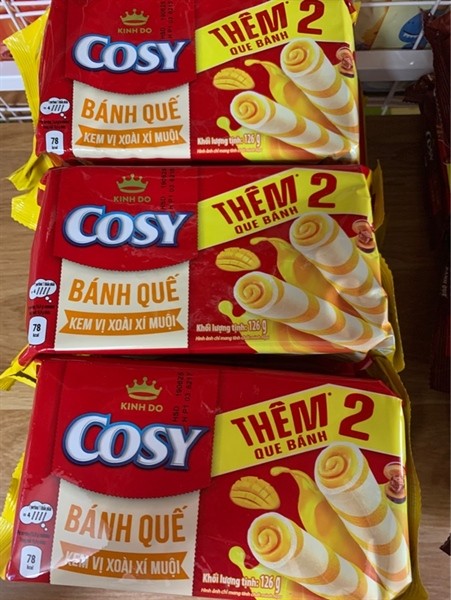 KINH DO
COSY
THÊM* 2
QUE BÁNH
BÁNH QUẾ
KEM VỊ XOÀI XÍ MUỘI
78
kcal
Khối lượng tịnh: 126 g
KINH DO
COSY
THÊM* 2
QUE BÁNH
BÁNH QUẾ
KEM VỊ XOÀI XÍ MUỘI
78
kcal
Khối lượng tịnh: 126 g
KINH DO
COSY
THÊM* 2
QUE BÁNH
BÁNH QUẾ
KEM VỊ XOÀI XÍ MUỘI
78
kcal
Khối lượng tịnh: 126 g